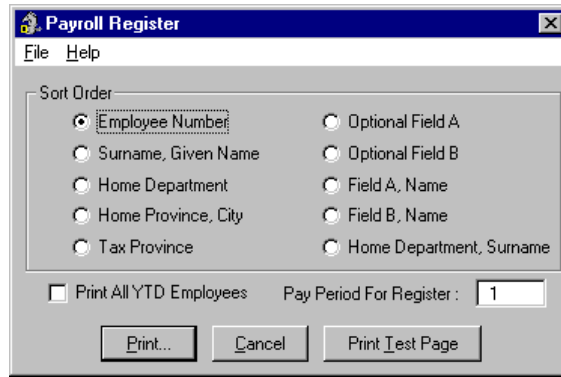 Payroll Register
File Help
Sort Order
Employee Number
Surname, Given Name
Home Department
Home Province, City
Tax Province
Optional Field A
Optional Field B
Field A, Name
Field B, Name
Home Department, Surname
Print All YTD Employees
Pay Period For Register : 1
Print... Cancel Print Test Page